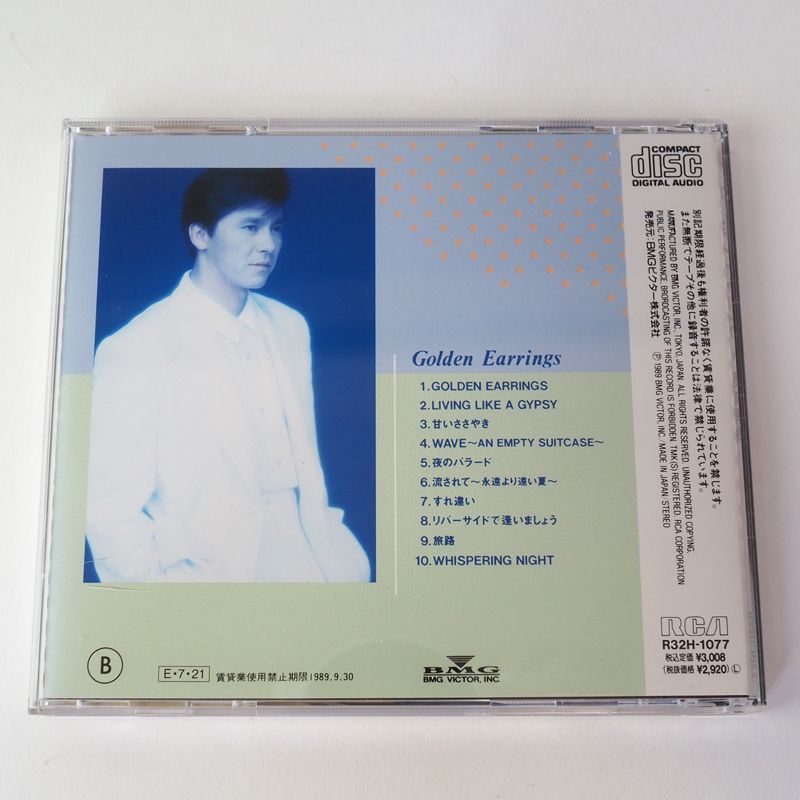 COMPACT
disc
DIGITAL AUDIO
Golden Earrings
1. GOLDEN EARRINGS
2. LIVING LIKE A GYPSY
3. 甘いささやき
4. WAVE〜AN EMPTY SUITCASE〜
5. 夜のバラード
6. 流されて〜永遠より遠い夏〜
7. すれ違い
8. リバーサイドで逢いましょう
9. 旅路
10. WHISPERING NIGHT
B
E・7・21 賃貸業使用禁止期限1989.9.30
BMG
BMG VICTOR, INC.
別記期限経過後も権利者の許諾なく賃貸業に使用することを禁じます。
また無断でテープその他に録音することは法律で禁じられています。
MANUFACTURED BY BMG VICTOR, INC., TOKYO, JAPAN. ALL RIGHTS RESERVED. UNAUTHORIZED COPYING,
PUBLIC PERFORMANCE, BRORDCASTING OF THIS RECORD IS FORBIDDEN. TMK(S) REGISTERED. RCA CORPORATION
発売元:BMGビクター株式会社 Ⓟ 1989 BMG VICTOR, INC./MADE IN JAPAN/STEREO
RCA
R32H-1077
税込定価 ¥3,008
(税抜価格 ¥2,920) Ⓛ